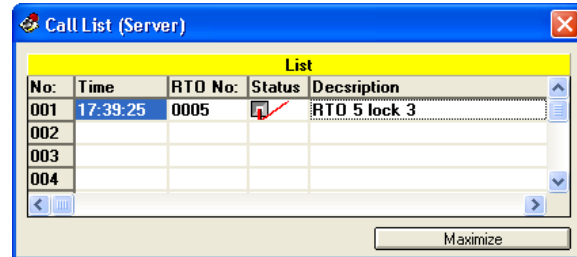 Call List (Server)
List
No: Time RTO No: Status Decsription
001 17:39:25 0005 RTO 5 lock 3
002
003
004
Maximize